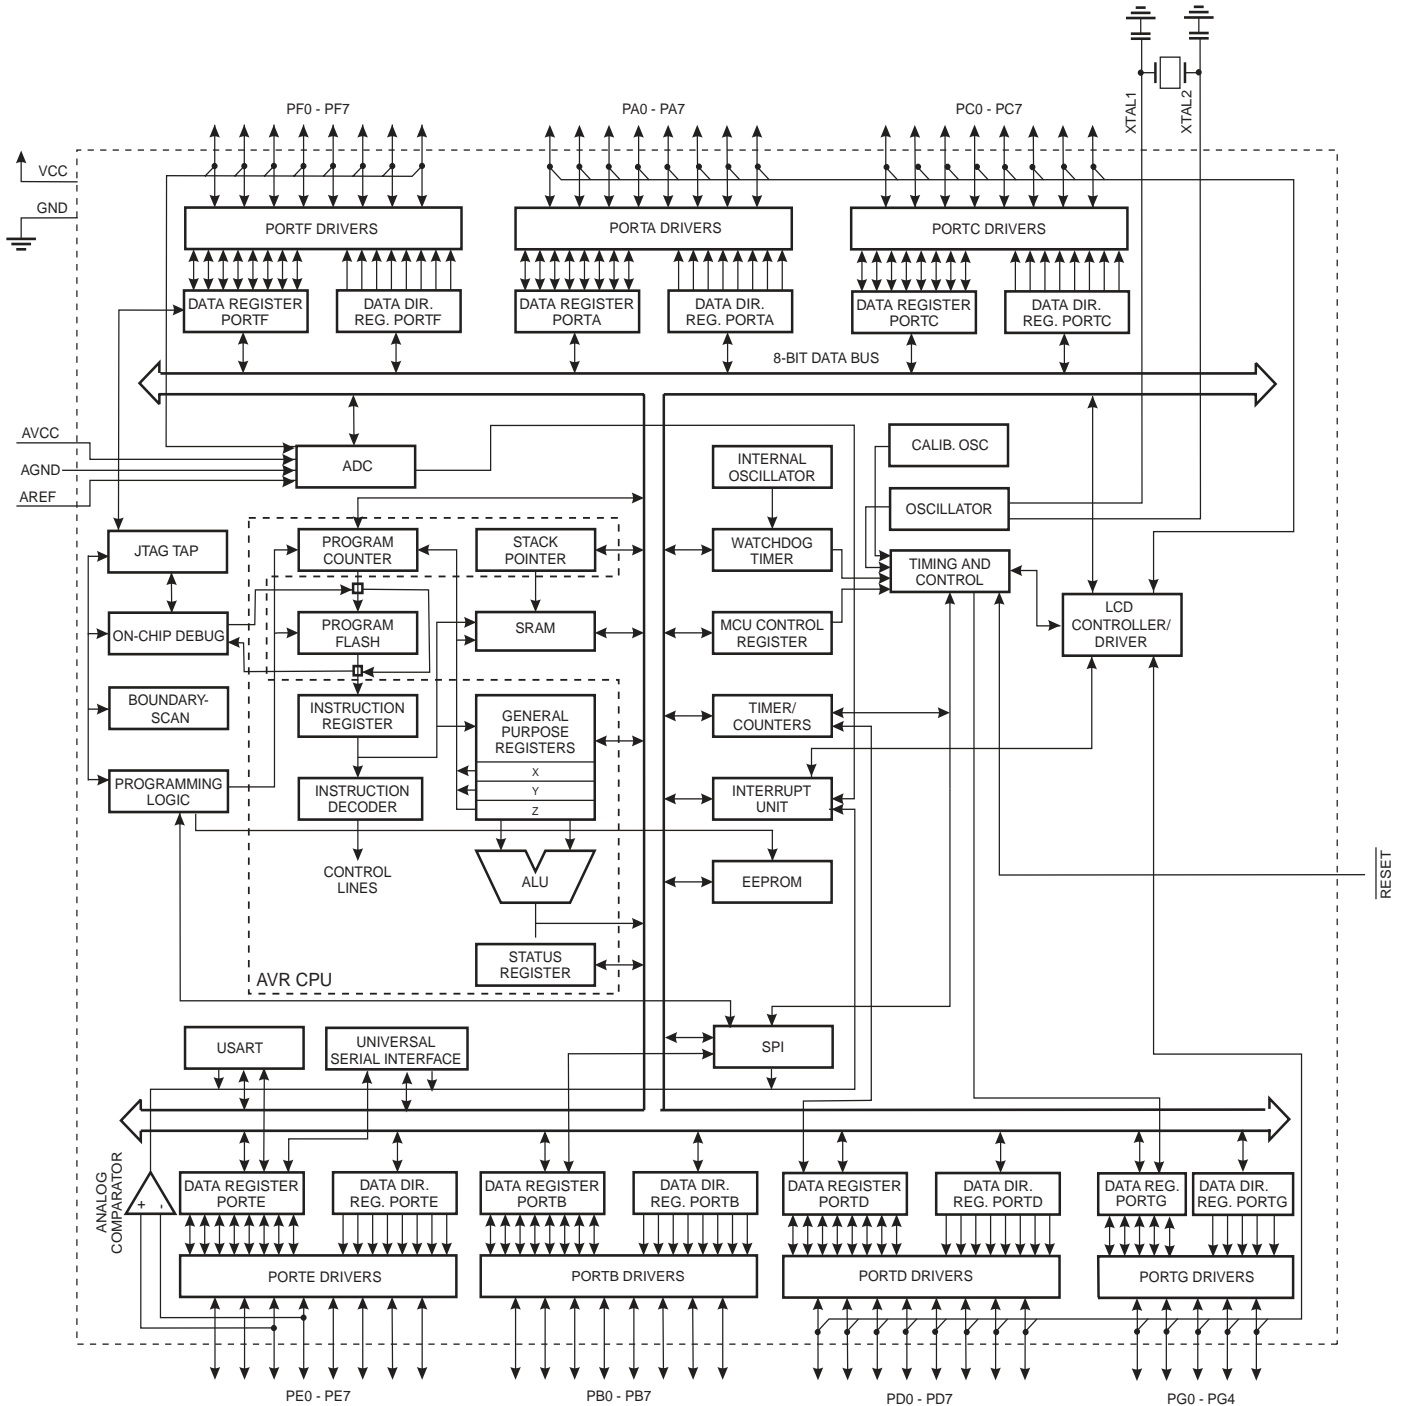 XTAL1
XTAL2
PF0 - PF7
PA0 - PA7
PC0 - PC7
VCC
GND
PORTF DRIVERS
PORTA DRIVERS
PORTC DRIVERS
DATA REGISTER
PORTF
DATA DIR.
REG. PORTF
DATA REGISTER
PORTA
DATA DIR.
REG. PORTA
DATA REGISTER
PORTC
DATA DIR.
REG. PORTC
8-BIT DATA BUS
AVCC
AGND
AREF
ADC
INTERNAL
OSCILLATOR
CALIB. OSC
OSCILLATOR
JTAG TAP
PROGRAM
COUNTER
STACK
POINTER
WATCHDOG
TIMER
TIMING AND
CONTROL
LCD
CONTROLLER/
DRIVER
ON-CHIP DEBUG
PROGRAM
FLASH
SRAM
MCU CONTROL
REGISTER
BOUNDARY-
SCAN
INSTRUCTION
REGISTER
GENERAL
PURPOSE
REGISTERS
X
Y
Z
TIMER/
COUNTERS
PROGRAMMING
LOGIC
INSTRUCTION
DECODER
INTERRUPT
UNIT
CONTROL
LINES
ALU
EEPROM
RESET
STATUS
REGISTER
AVR CPU
USART
UNIVERSAL
SERIAL INTERFACE
SPI
ANALOG
COMPARATOR
+
-
DATA REGISTER
PORTE
DATA DIR.
REG. PORTE
DATA REGISTER
PORTB
DATA DIR.
REG. PORTB
DATA REGISTER
PORTD
DATA DIR.
REG. PORTD
DATA REG.
PORTG
DATA DIR.
REG. PORTG
PORTE DRIVERS
PORTB DRIVERS
PORTD DRIVERS
PORTG DRIVERS
PE0 - PE7
PB0 - PB7
PD0 - PD7
PG0 - PG4